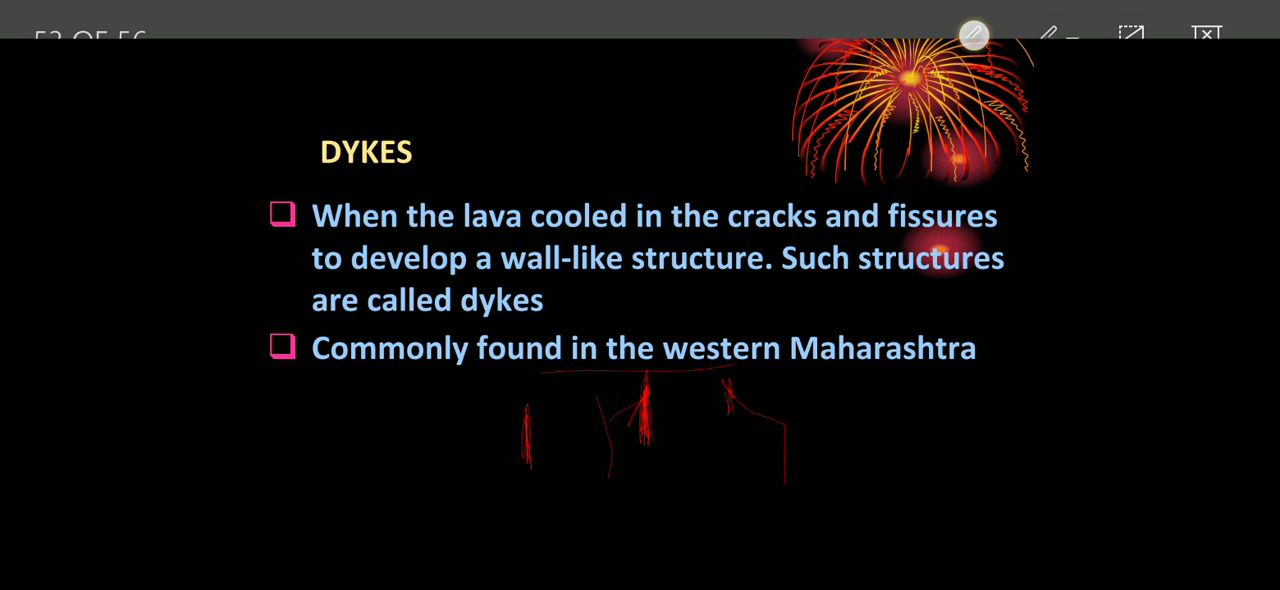 DYKES
❑ When the lava cooled in the cracks and fissures
to develop a wall-like structure. Such structures
are called dykes
❑ Commonly found in the western Maharashtra